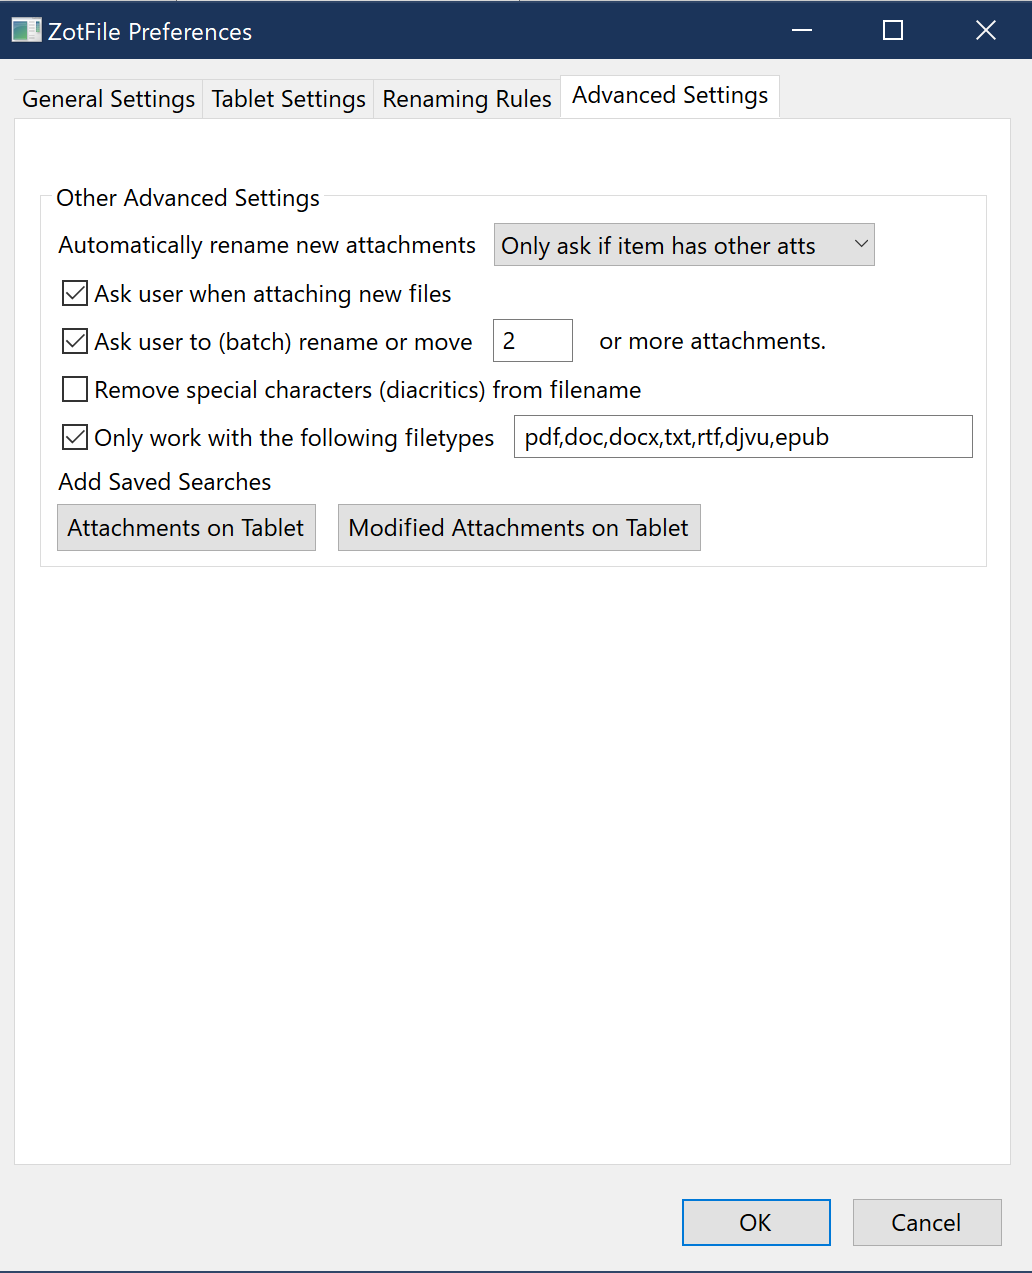 ZotFile Preferences
General Settings Tablet Settings Renaming Rules Advanced Settings
Other Advanced Settings
Automatically rename new attachments Only ask if item has other atts
Ask user when attaching new files
Ask user to (batch) rename or move 2 or more attachments.
Remove special characters (diacritics) from filename
Only work with the following filetypes pdf,doc,docx,txt,rtf,djvu,epub
Add Saved Searches
Attachments on Tablet Modified Attachments on Tablet
OK Cancel